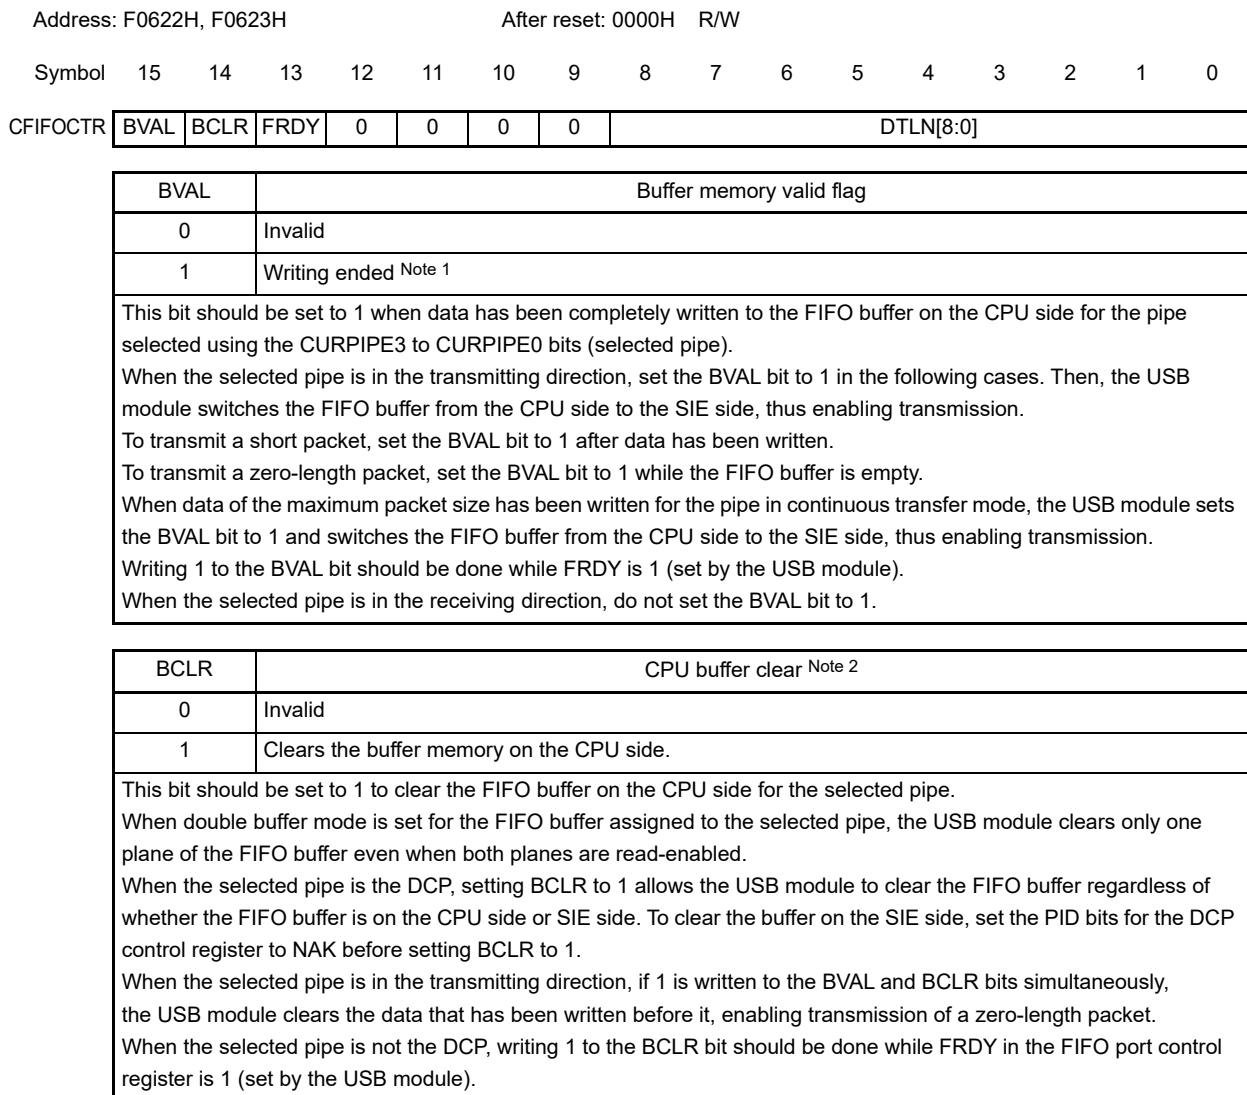 Address: F0622H, F0623H After reset: 0000H R/W
Symbol 15 14 13 12 11 10 9 8 7 6 5 4 3 2 1 0
CFIFOCTR BVAL BCLR FRDY 0 0 0 0 DTLN[8:0]
BVAL Buffer memory valid flag
0 Invalid
1 Writing ended Note 1
This bit should be set to 1 when data has been completely written to the FIFO buffer on the CPU side for the pipe
selected using the CURPIPE3 to CURPIPE0 bits (selected pipe).
When the selected pipe is in the transmitting direction, set the BVAL bit to 1 in the following cases. Then, the USB
module switches the FIFO buffer from the CPU side to the SIE side, thus enabling transmission.
To transmit a short packet, set the BVAL bit to 1 after data has been written.
To transmit a zero-length packet, set the BVAL bit to 1 while the FIFO buffer is empty.
When data of the maximum packet size has been written for the pipe in continuous transfer mode, the USB module sets
the BVAL bit to 1 and switches the FIFO buffer from the CPU side to the SIE side, thus enabling transmission.
Writing 1 to the BVAL bit should be done while FRDY is 1 (set by the USB module).
When the selected pipe is in the receiving direction, do not set the BVAL bit to 1.
BCLR CPU buffer clear Note 2
0 Invalid
1 Clears the buffer memory on the CPU side.
This bit should be set to 1 to clear the FIFO buffer on the CPU side for the selected pipe.
When double buffer mode is set for the FIFO buffer assigned to the selected pipe, the USB module clears only one
plane of the FIFO buffer even when both planes are read-enabled.
When the selected pipe is the DCP, setting BCLR to 1 allows the USB module to clear the FIFO buffer regardless of
whether the FIFO buffer is on the CPU side or SIE side. To clear the buffer on the SIE side, set the PID bits for the DCP
control register to NAK before setting BCLR to 1.
When the selected pipe is in the transmitting direction, if 1 is written to the BVAL and BCLR bits simultaneously,
the USB module clears the data that has been written before it, enabling transmission of a zero-length packet.
When the selected pipe is not the DCP, writing 1 to the BCLR bit should be done while FRDY in the FIFO port control
register is 1 (set by the USB module).